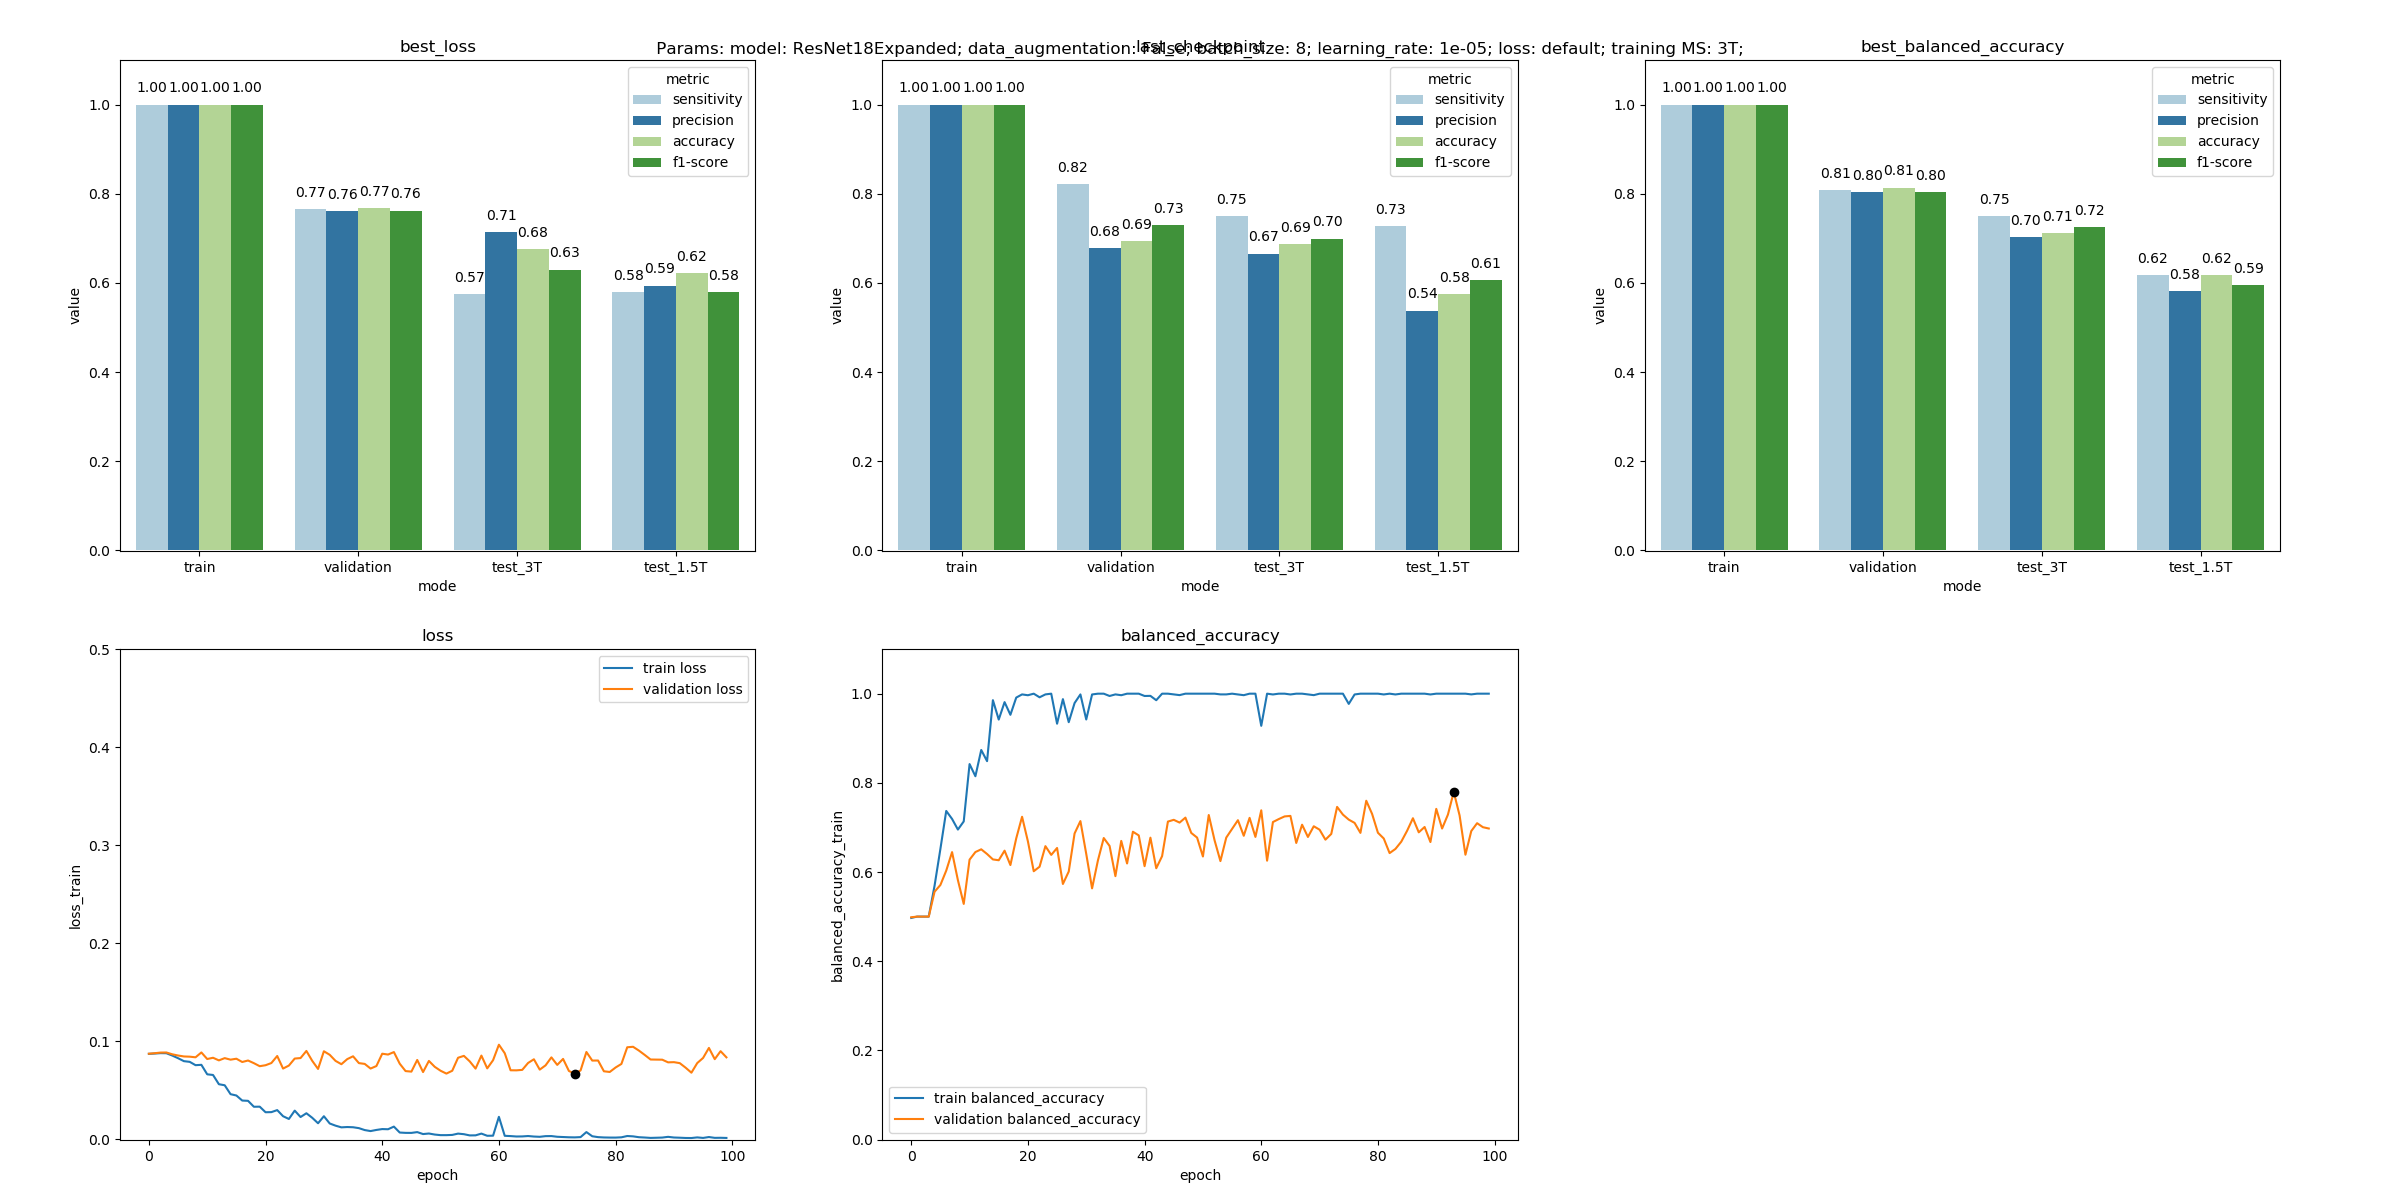 Params: model: ResNet18Expanded; data_augmentation: False; batch_size: 8; learning_rate: 1e-05; loss: default; training MS: 3T;
best_loss
metric
sensitivity
precision
accuracy
f1-score
1.00 1.00 1.00 1.00
0.77 0.76 0.77 0.76
0.57 0.71 0.68 0.63
0.58 0.59 0.62 0.58
value
1.0
0.8
0.6
0.4
0.2
0.0
train validation test_3T test_1.5T
mode
last_checkpoint
metric
sensitivity
precision
accuracy
f1-score
1.00 1.00 1.00 1.00
0.82 0.68 0.69 0.73
0.75 0.67 0.69 0.70
0.73 0.54 0.58 0.61
value
1.0
0.8
0.6
0.4
0.2
0.0
train validation test_3T test_1.5T
mode
best_balanced_accuracy
metric
sensitivity
precision
accuracy
f1-score
1.00 1.00 1.00 1.00
0.81 0.80 0.81 0.80
0.75 0.70 0.71 0.72
0.62 0.58 0.62 0.59
value
1.0
0.8
0.6
0.4
0.2
0.0
train validation test_3T test_1.5T
mode
loss
train loss
validation loss
loss_train
0.5
0.4
0.3
0.2
0.1
0.0
0 20 40 60 80 100
epoch
balanced_accuracy
balanced_accuracy_train
1.0
0.8
0.6
0.4
0.2
0.0
train balanced_accuracy
validation balanced_accuracy
0 20 40 60 80 100
epoch